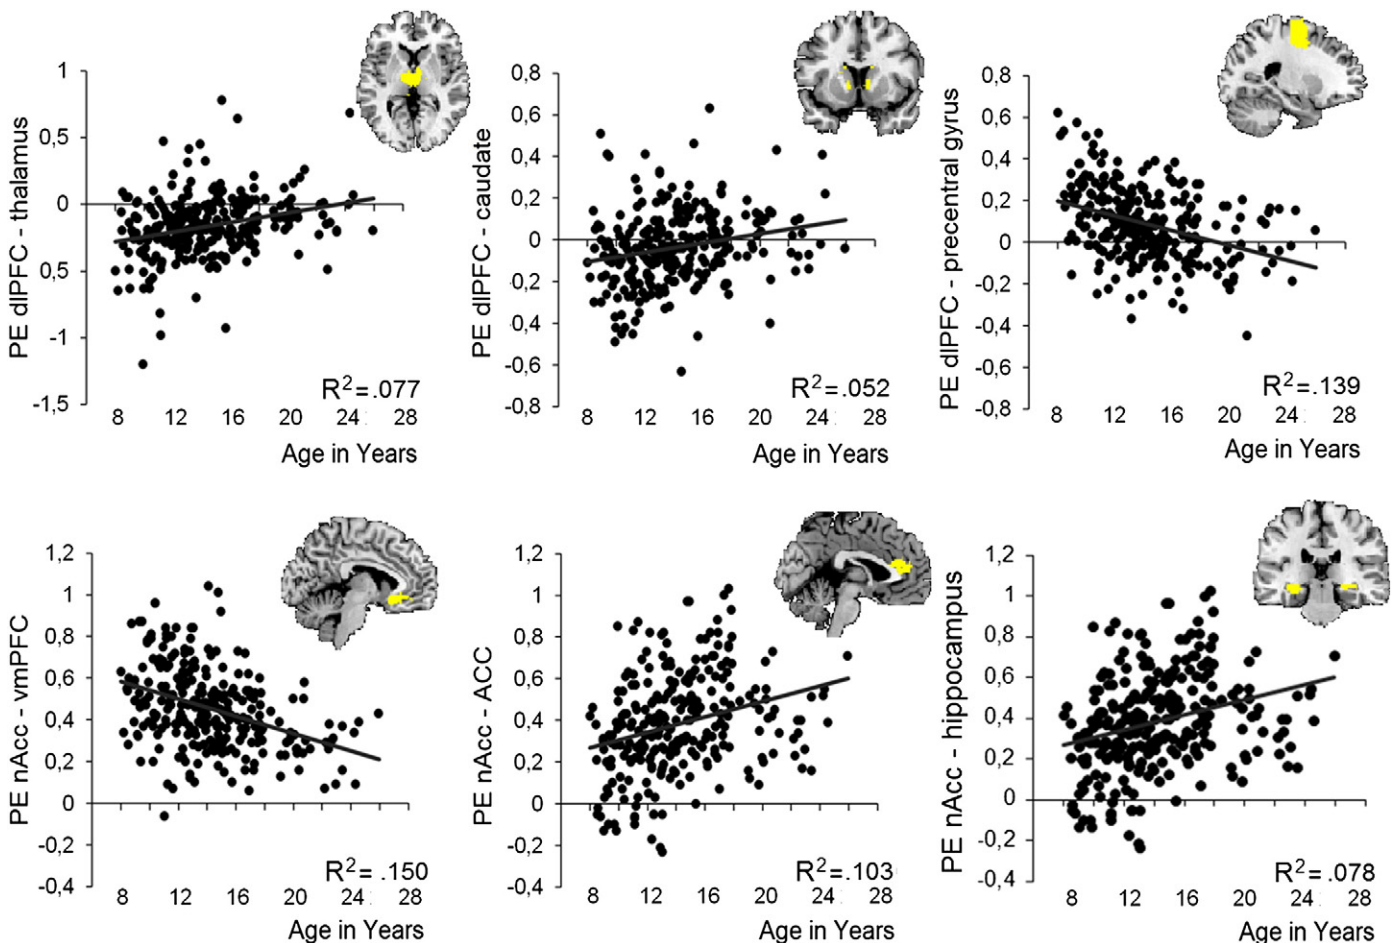 PE dlPFC - thalamus
1
0,5
0
0,5
-1
-1,5
R²=.077
8 12 16 20 24 28
Age in Years
PE dlPFC - caudate
0,8
0,6
0,4
0,2
0
-0,2
0,4
-0,6
-0,8
R²=.052
8 12 16 20 24 28
Age in Years
PE dlPFC - precentral gyrus
0,8
0,6
0,4
0,2
0
-0,2
-0,4
-0,6
-0,8
R²=.139
8 12 16 20 24 28
Age in Years
PE nAcc - vmPFC
1,2
1
0,8
0,6
0,4
0,2
0
-0,2
-0,4
R²= .150
8 12 16 20 24 28
Age in Years
PE nAcc - ACC
1,2
1
0,8
0,6
0,4
0,2
0
-0,2
-0,4
R²=.103
8 12 16 20 24 28
Age in Years
PE nAcc - hippocampus
1,2
1
0,8
0,6
0,4
0,2
0
-0,2
-0,4
R²= .078
8 12 16 20 24 28
Age in Years